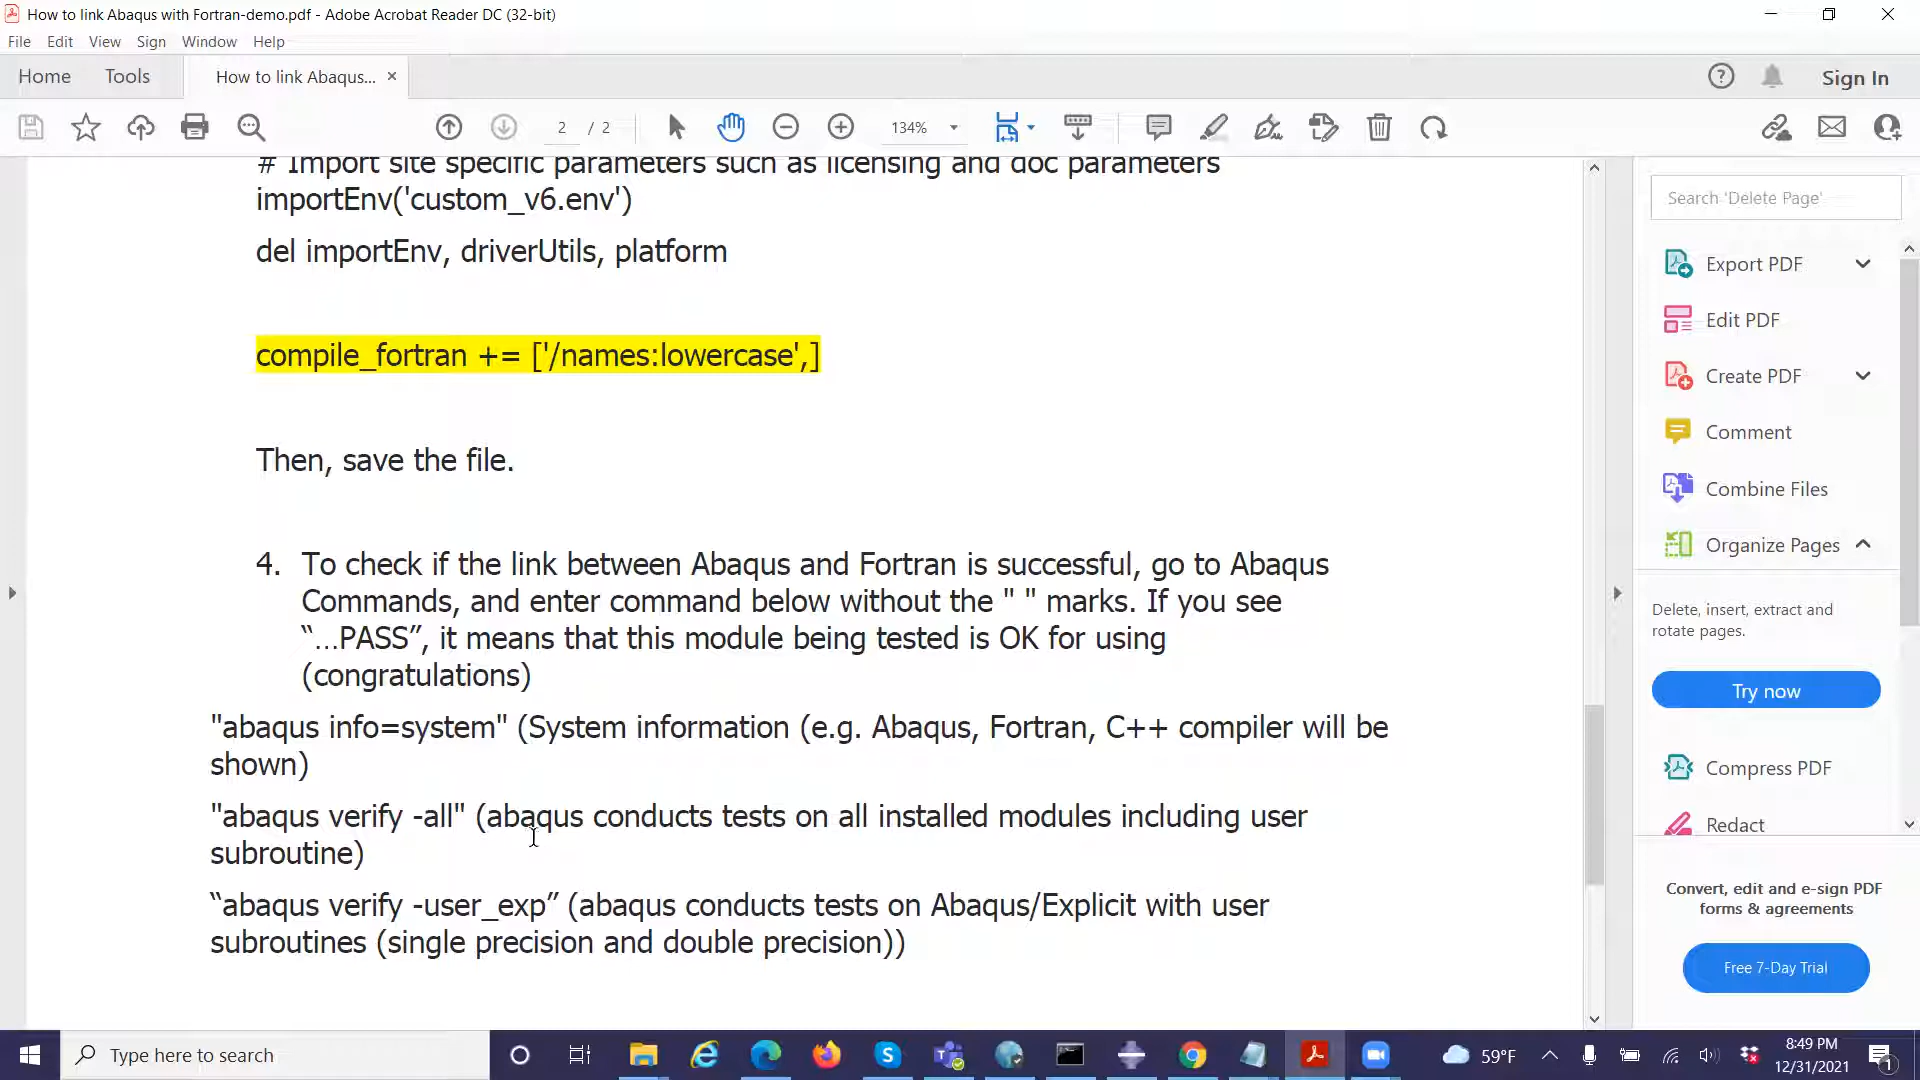 How to link Abaqus with Fortran-demo.pdf - Adobe Acrobat Reader DC (32-bit)
File Edit View Sign Window Help
Home Tools How to link Abaqus... × Sign In
2 / 2 134%
# Import site specific parameters such as licensing and doc parameters
importEnv('custom_v6.env')
del importEnv, driverUtils, platform
compile_fortran += ['/names:lowercase',]
Then, save the file.
4. To check if the link between Abaqus and Fortran is successful, go to Abaqus
Commands, and enter command below without the " " marks. If you see
“…PASS”, it means that this module being tested is OK for using
(congratulations)
"abaqus info=system" (System information (e.g. Abaqus, Fortran, C++ compiler will be
shown)
"abaqus verify -all" (abaqus conducts tests on all installed modules including user
subroutine)
“abaqus verify -user_exp” (abaqus conducts tests on Abaqus/Explicit with user
subroutines (single precision and double precision))
Search 'Delete Page'
Export PDF
Edit PDF
Create PDF
Comment
Combine Files
Organize Pages
Delete, insert, extract and
rotate pages.
Try now
Compress PDF
Redact
Convert, edit and e-sign PDF
forms & agreements
Free 7-Day Trial
Type here to search
59°F
8:49 PM
12/31/2021
1